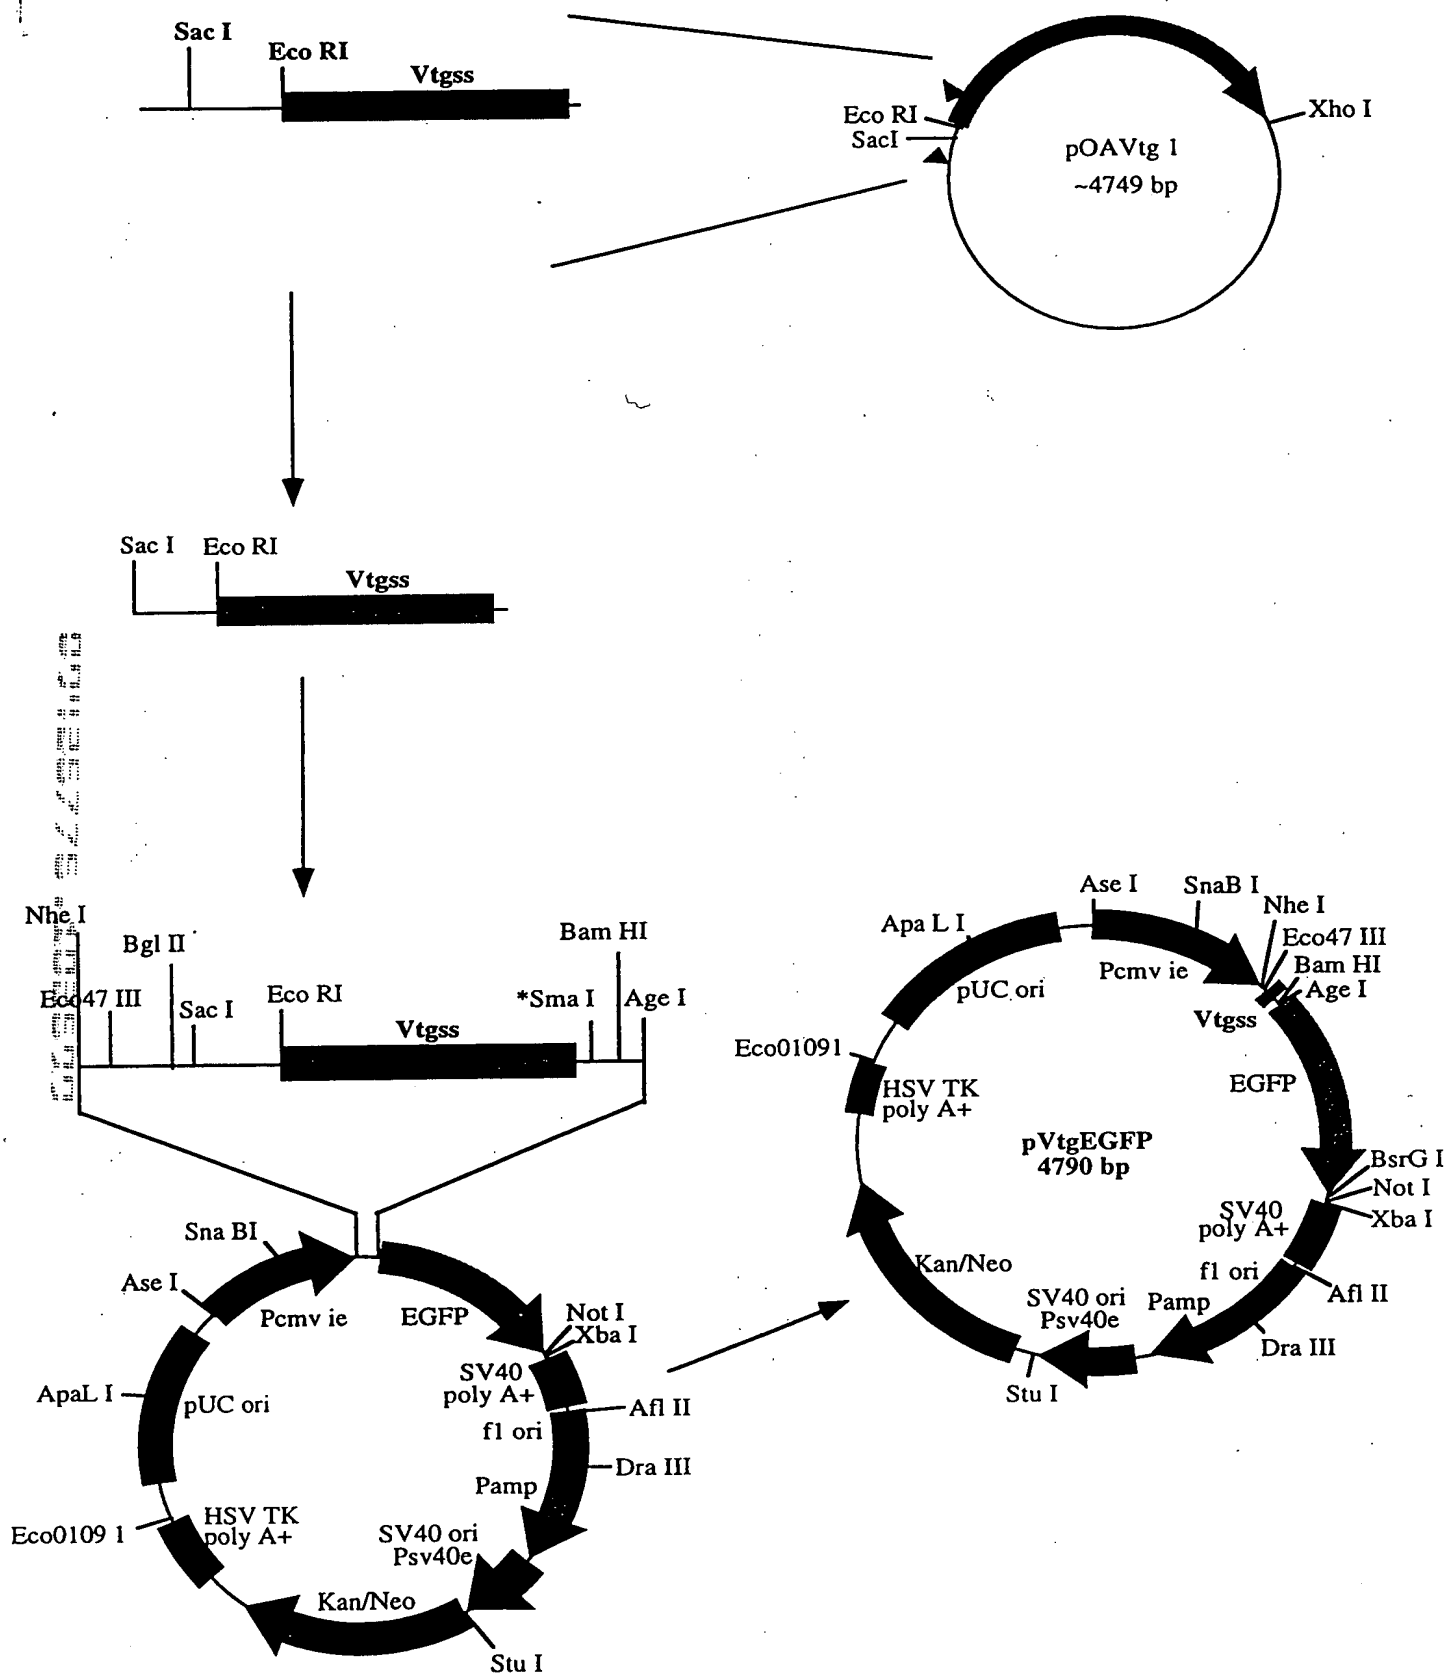 Sac I
Eco RI
Vtgss
Eco RI
SacI
Xho I
pOAVtg 1
~4749 bp
Sac I
Eco RI
Vtgss
Nhe I
Bgl II
Bam HI
Eco47 III
Sac I
Eco RI
Vtgss
*Sma I
Age I
Sna BI
Ase I
Pcmv ie
EGFP
Not I
Xba I
SV40
poly A+
ApaL I
pUC ori
Afl II
f1 ori
Dra III
Pamp
HSV TK
poly A+
Eco0109 1
SV40 ori
Psv40e
Kan/Neo
Stu I
Ase I
SnaB I
Nhe I
Eco47 III
Bam HI
Age I
Apa L I
pUC ori
Pcmv ie
Vtgss
Eco01091
HSV TK
poly A+
EGFP
pVtgEGFP
4790 bp
BsrG I
Not I
Xba I
SV40
poly A+
f1 ori
Afl II
Kan/Neo
SV40 ori
Psv40e
Pamp
Dra III
Stu I